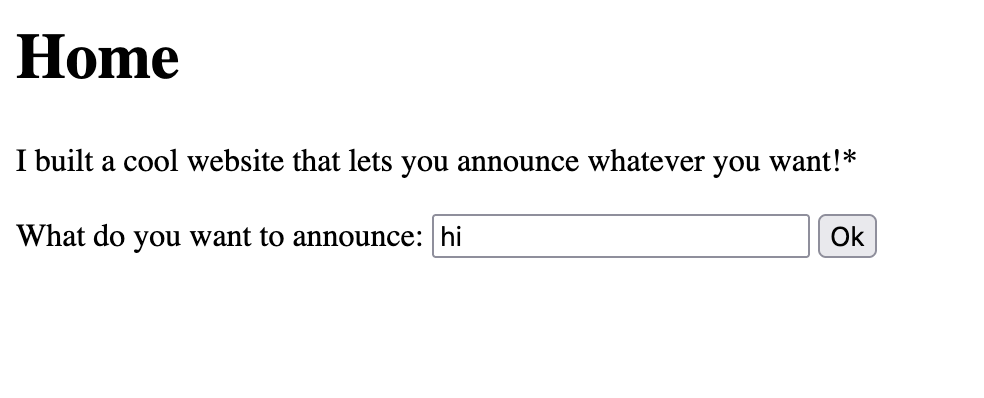 Home
I built a cool website that lets you announce whatever you want!*
What do you want to announce: hi Ok